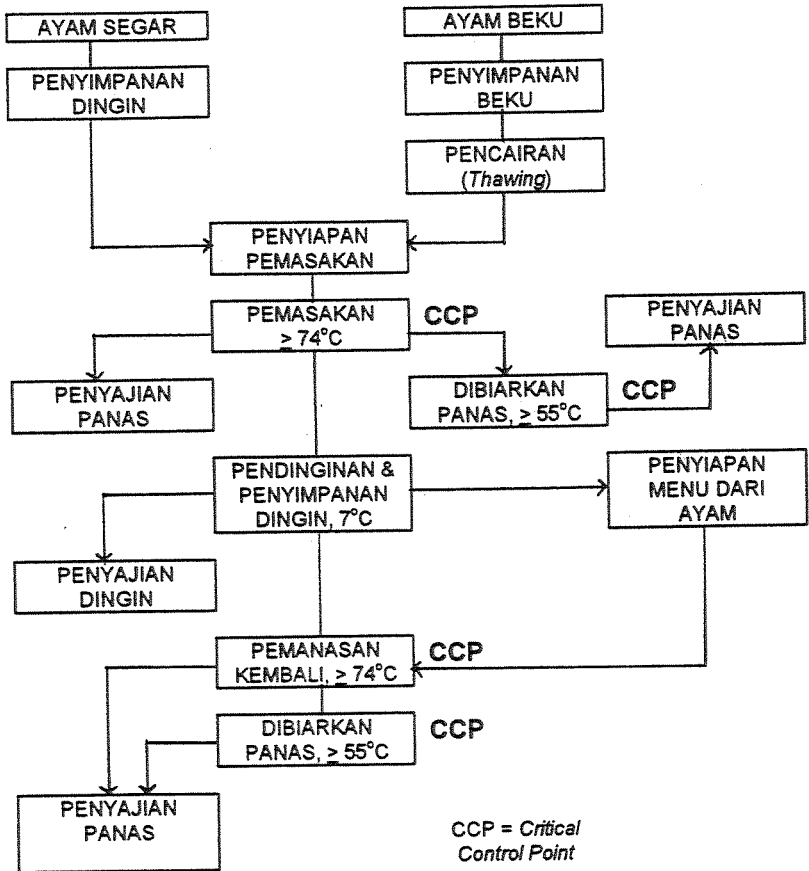 AYAM SEGAR
AYAM BEKU
PENYIMPANAN
DINGIN
PENYIMPANAN
BEKU
PENCAIRAN
(Thawing)
PENYIAPAN
PEMASAKAN
PEMASAKAN
≥ 74°C
CCP
PENYAJIAN
PANAS
PENYAJIAN
PANAS
DIBIARKAN
PANAS, ≥ 55°C
CCP
PENDINGINAN &
PENYIMPANAN
DINGIN, 7°C
PENYIAPAN
MENU DARI
AYAM
PENYAJIAN
DINGIN
PEMANASAN
KEMBALI, ≥ 74°C
CCP
DIBIARKAN
PANAS, ≥ 55°C
CCP
PENYAJIAN
PANAS
CCP = Critical
Control Point